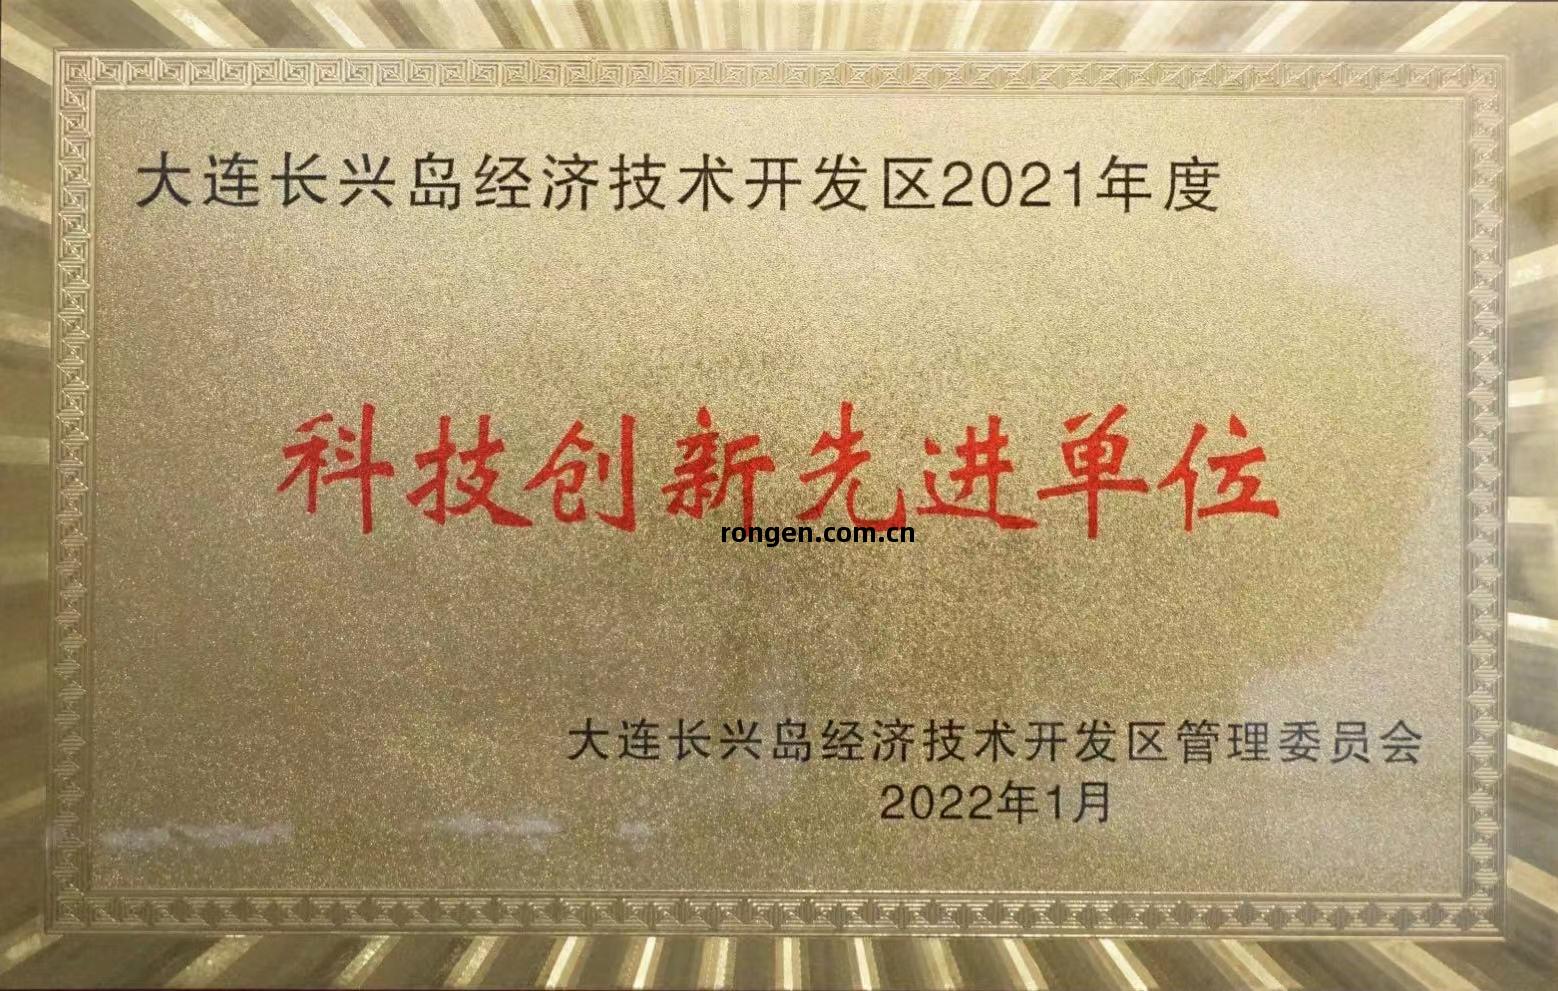 大连长兴岛经济技术开发区2021年度
科技创新先进单位
rongen.com.cn
大连长兴岛经济技术开发区管理委员会
2022年1月